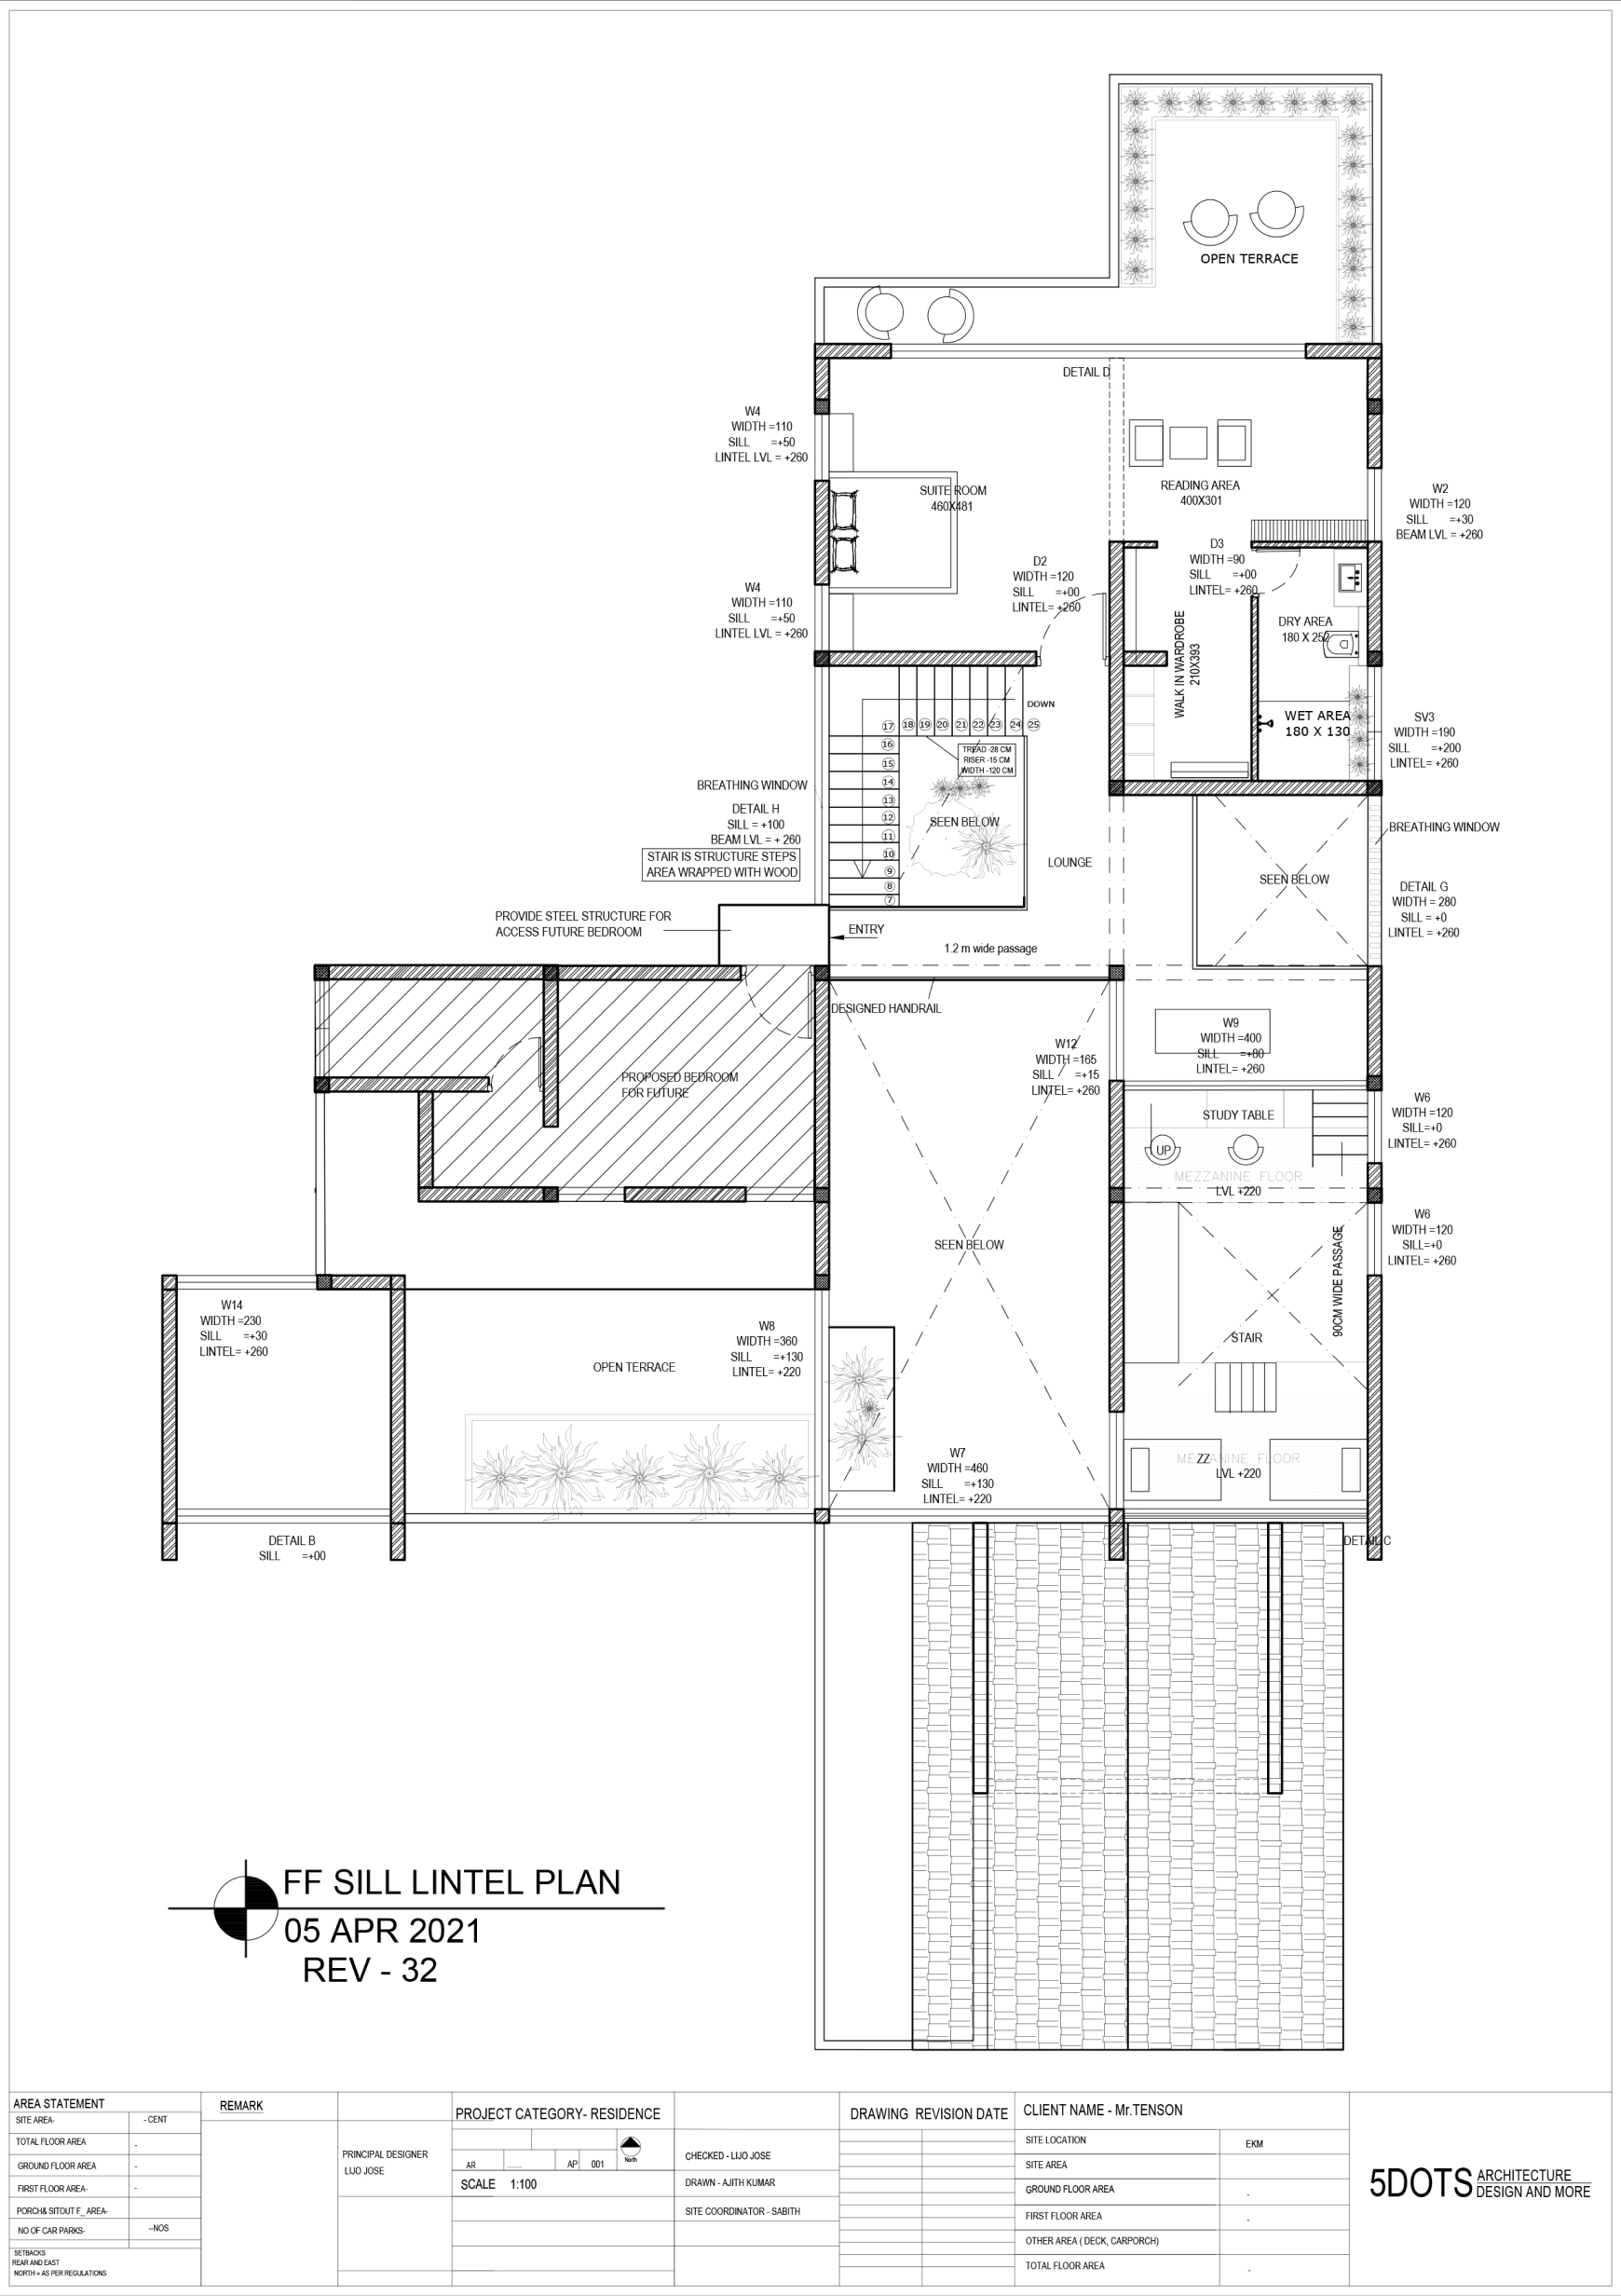 OPEN TERRACE
DETAIL D
W4
WIDTH =110
SILL =+50
LINTEL LVL = +260
SUITE ROOM
460X481
READING AREA
400X301
W2
WIDTH =120
SILL =+30
BEAM LVL = +260
D2
WIDTH =120
SILL =+00
LINTEL= +260
D3
WIDTH =90
SILL =+00
LINTEL= +260
W4
WIDTH =110
SILL =+50
LINTEL LVL = +260
WALK IN WARDROBE
210X393
DRY AREA
180 X 252
WET AREA
180 X 130
SV3
WIDTH =190
SILL =+200
LINTEL= +260
DOWN
17 18 19 20 21 22 23 24 25
16
15
14
13
12
11
10
9
8
7
TREAD -28 CM
RISER -15 CM
WIDTH -120 CM
BREATHING WINDOW
DETAIL H
SILL = +100
BEAM LVL = + 260
STAIR IS STRUCTURE STEPS
AREA WRAPPED WITH WOOD
SEEN BELOW
LOUNGE
SEEN BELOW
BREATHING WINDOW
DETAIL G
WIDTH = 280
SILL = +0
LINTEL = +260
PROVIDE STEEL STRUCTURE FOR
ACCESS FUTURE BEDROOM
ENTRY
1.2 m wide passage
DESIGNED HANDRAIL
W12
WIDTH =165
SILL =+15
LINTEL= +260
W9
WIDTH =400
SILL =+80
LINTEL= +260
PROPOSED BEDROOM
FOR FUTURE
STUDY TABLE
UP
MEZZANINE FLOOR
LVL +220
W6
WIDTH =120
SILL=+0
LINTEL= +260
W6
WIDTH =120
SILL=+0
LINTEL= +260
SEEN BELOW
90CM WIDE PASSAGE
STAIR
W14
WIDTH =230
SILL =+30
LINTEL= +260
OPEN TERRACE
W8
WIDTH =360
SILL =+130
LINTEL= +220
W7
WIDTH =460
SILL =+130
LINTEL= +220
MEZZANINE FLOOR
LVL +220
DETAIL B
SILL =+00
DETAIL C
FF SILL LINTEL PLAN
05 APR 2021
REV - 32
AREA STATEMENT
SITE AREA- - CENT
TOTAL FLOOR AREA -
GROUND FLOOR AREA -
FIRST FLOOR AREA- -
PORCH& SITOUT F_ AREA-
NO OF CAR PARKS- --NOS
SETBACKS
REAR AND EAST
NORTH = AS PER REGULATIONS
REMARK
PRINCIPAL DESIGNER
LIJO JOSE
PROJECT CATEGORY- RESIDENCE
AR ....... AP 001
North
SCALE 1:100
CHECKED - LIJO JOSE
DRAWN - AJITH KUMAR
SITE COORDINATOR - SABITH
DRAWING REVISION DATE
CLIENT NAME - Mr.TENSON
SITE LOCATION EKM
SITE AREA
GROUND FLOOR AREA -
FIRST FLOOR AREA -
OTHER AREA ( DECK, CARPORCH)
TOTAL FLOOR AREA -
5DOTS ARCHITECTURE
DESIGN AND MORE